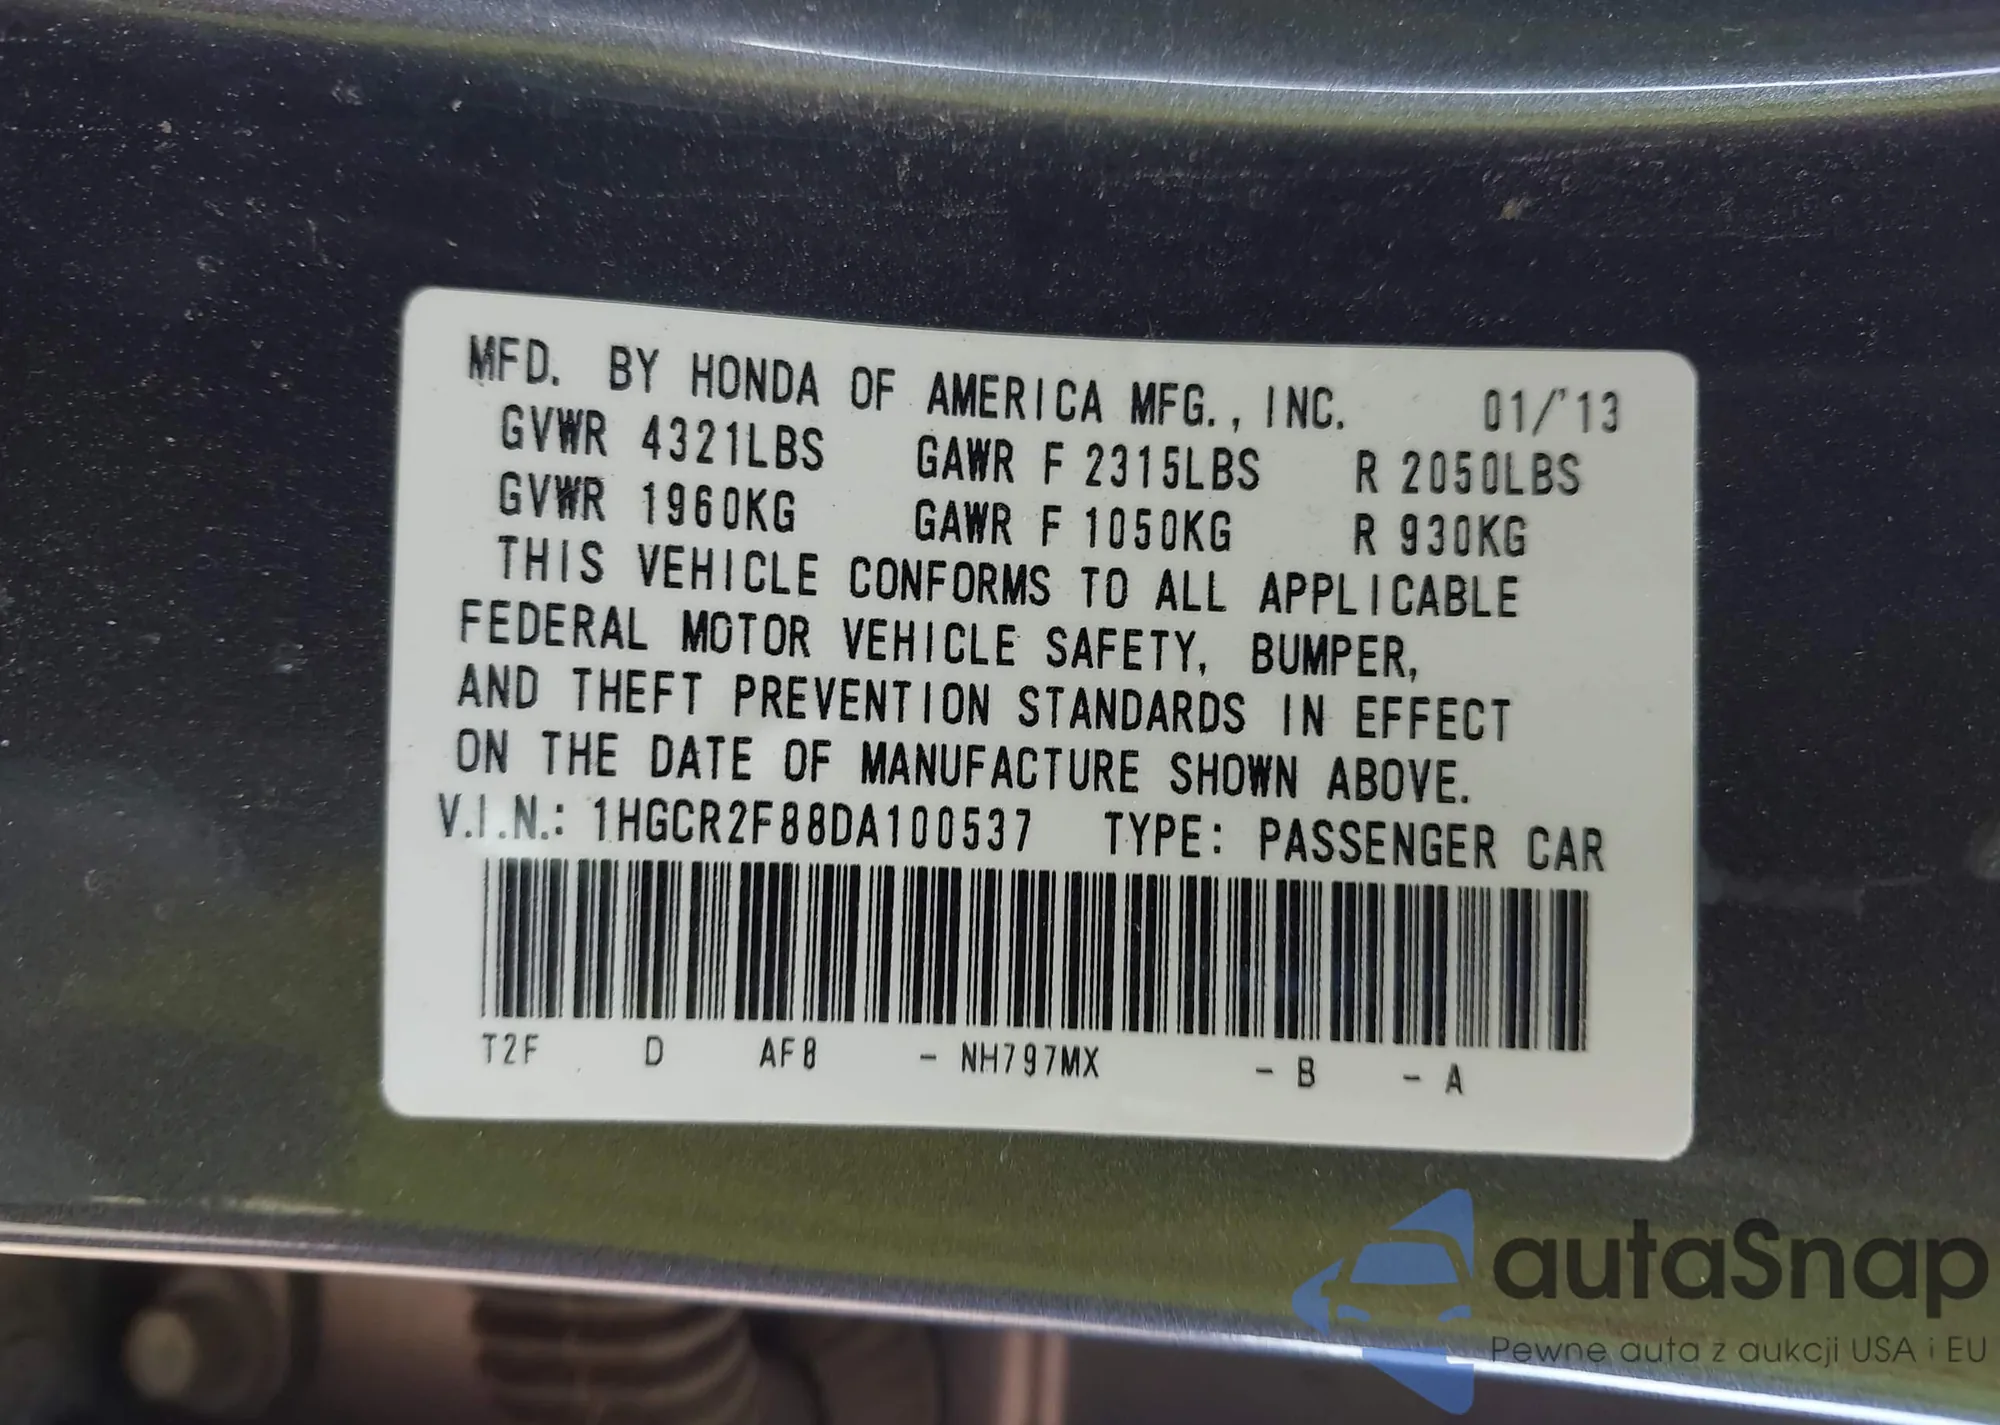 MFD. BY HONDA OF AMERICA MFG., INC. 01/'13
GVWR 4321LBS GAWR F 2315LBS R 2050LBS
GVWR 1960KG GAWR F 1050KG R 930KG
THIS VEHICLE CONFORMS TO ALL APPLICABLE
FEDERAL MOTOR VEHICLE SAFETY, BUMPER,
AND THEFT PREVENTION STANDARDS IN EFFECT
ON THE DATE OF MANUFACTURE SHOWN ABOVE.
V.I.N.: 1HGCR2F88DA100537 TYPE: PASSENGER CAR
T2F D AF8 - NH797MX - B - A
autaSnap
Pewne auta z aukcji USA i EU